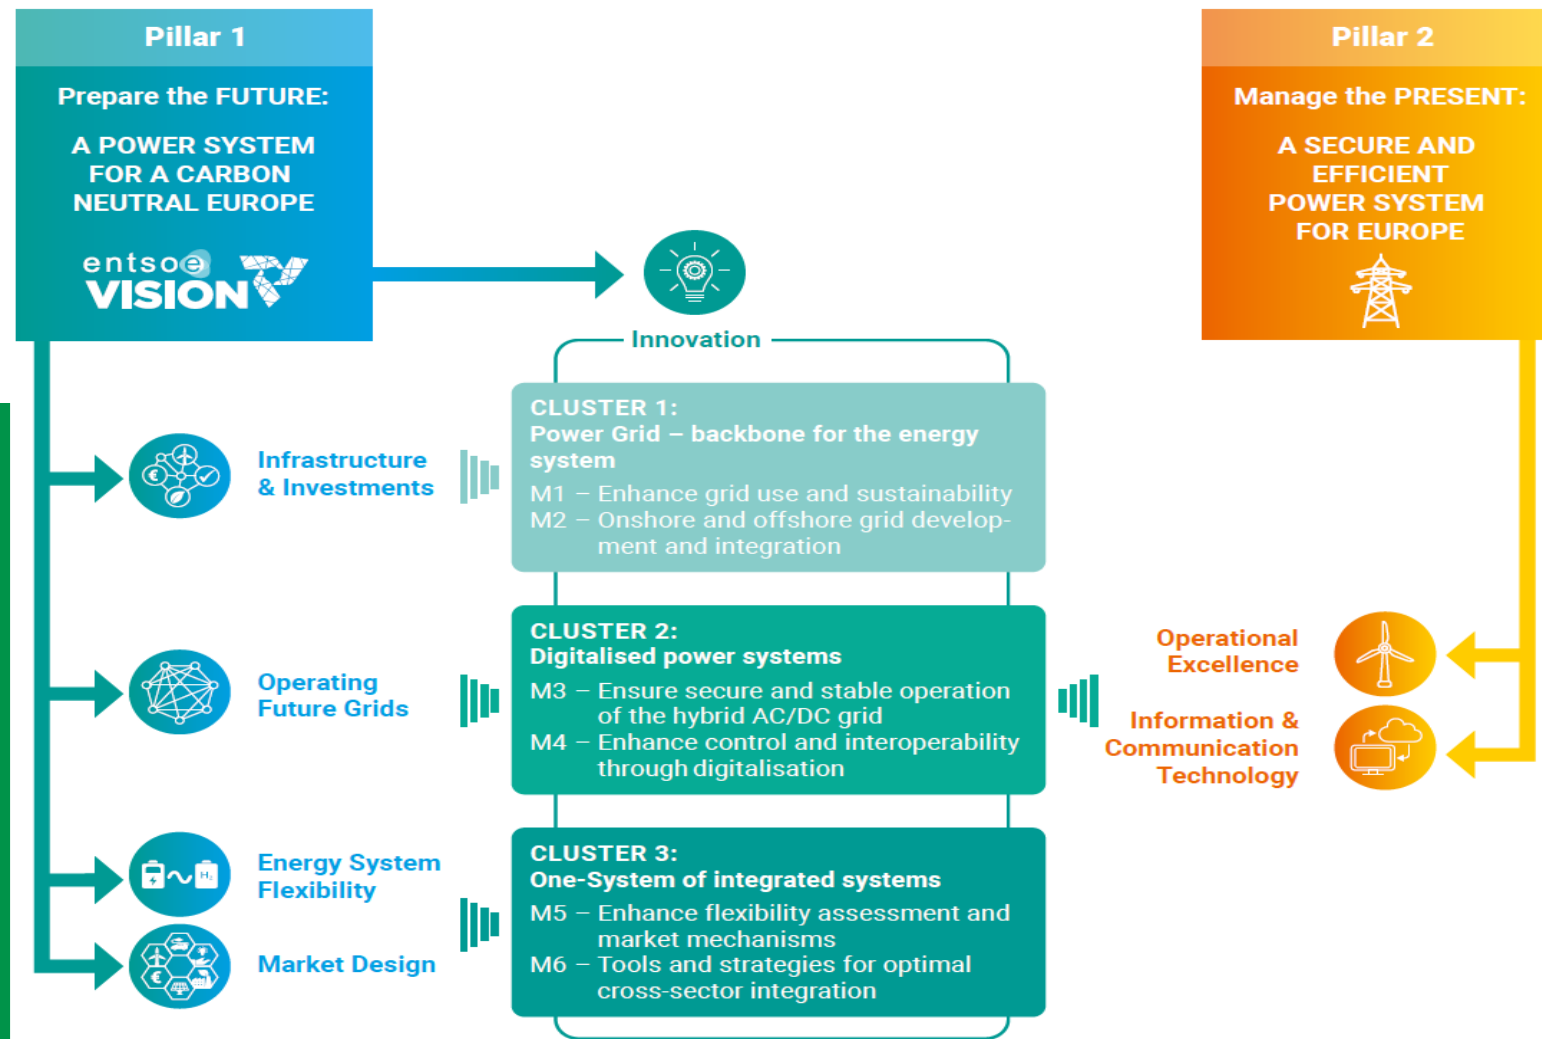 Pillar 1
Prepare the FUTURE:
A POWER SYSTEM
FOR A CARBON
NEUTRAL EUROPE
entsoe
VISION
Pillar 2
Manage the PRESENT:
A SECURE AND
EFFICIENT
POWER SYSTEM
FOR EUROPE
Innovation
Infrastructure
& Investments
€
CLUSTER 1:
Power Grid – backbone for the energy
system
M1 – Enhance grid use and sustainability
M2 – Onshore and offshore grid develop-
ment and integration
Operating
Future Grids
CLUSTER 2:
Digitalised power systems
M3 – Ensure secure and stable operation
of the hybrid AC/DC grid
M4 – Enhance control and interoperability
through digitalisation
Operational
Excellence
Information &
Communication
Technology
Energy System
Flexibility
H₂
Market Design
€
CLUSTER 3:
One-System of integrated systems
M5 – Enhance flexibility assessment and
market mechanisms
M6 – Tools and strategies for optimal
cross-sector integration